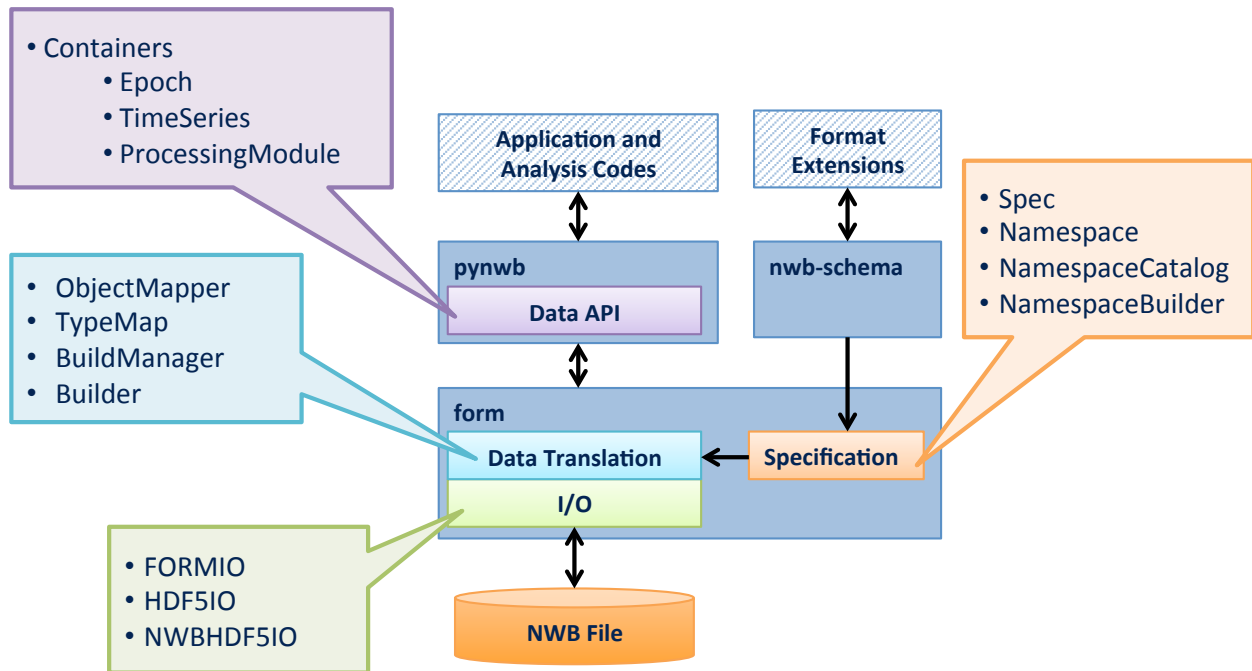 • Containers
• Epoch
• TimeSeries
• ProcessingModule
Application and
Analysis Codes
Format
Extensions
• Spec
• Namespace
• NamespaceCatalog
• NamespaceBuilder
pynwb
Data API
nwb-schema
• ObjectMapper
• TypeMap
• BuildManager
• Builder
form
Data Translation
I/O
Specification
• FORMIO
• HDF5IO
• NWBHDF5IO
NWB File